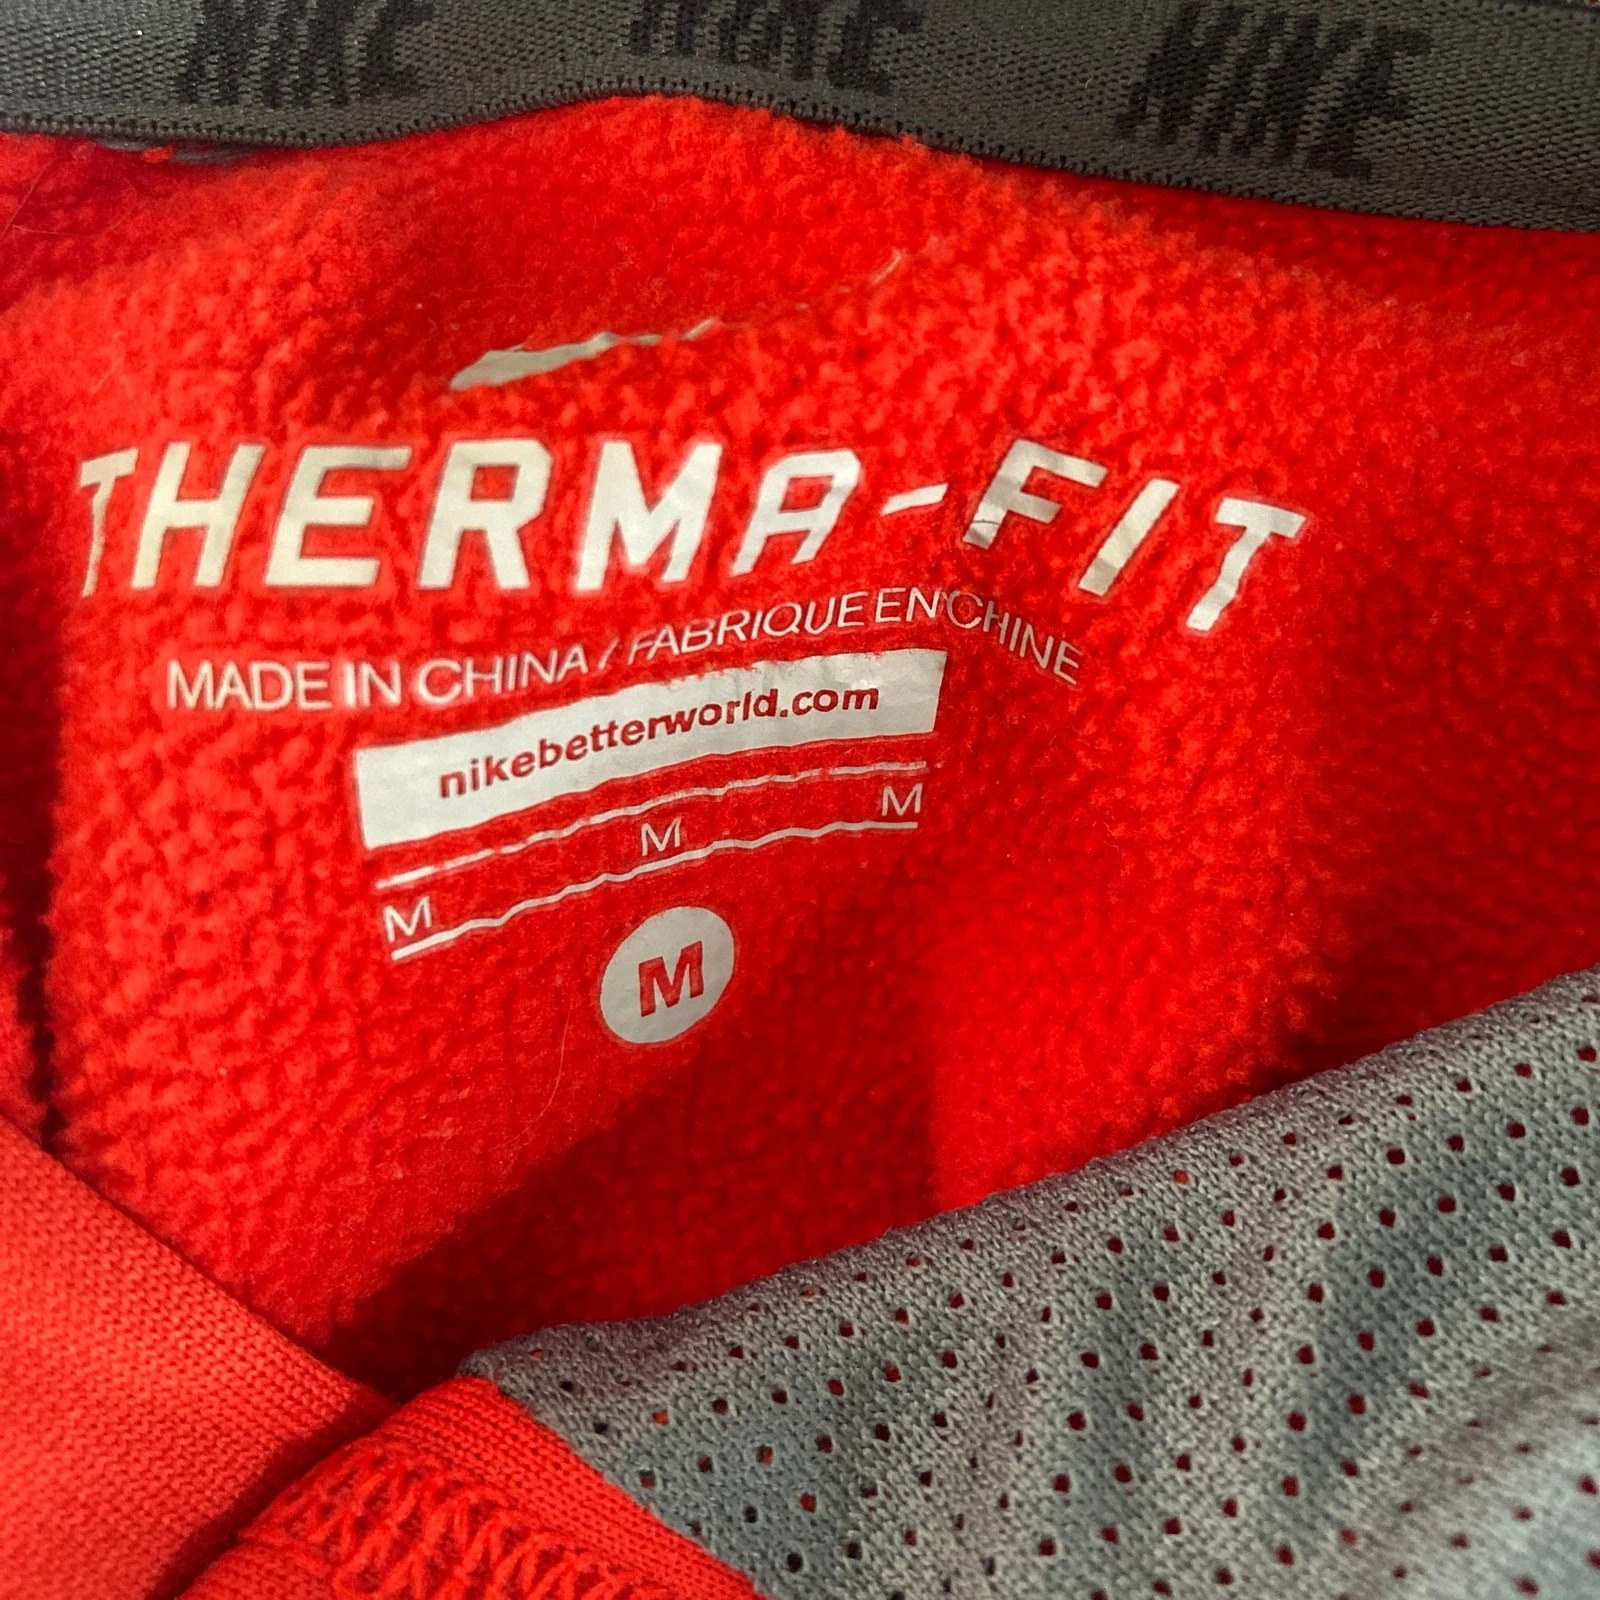 NIKE NIKE NIKE
THERMA-FIT
MADE IN CHINA / FABRIQUE EN CHINE
nikebetterworld.com
M M M
M